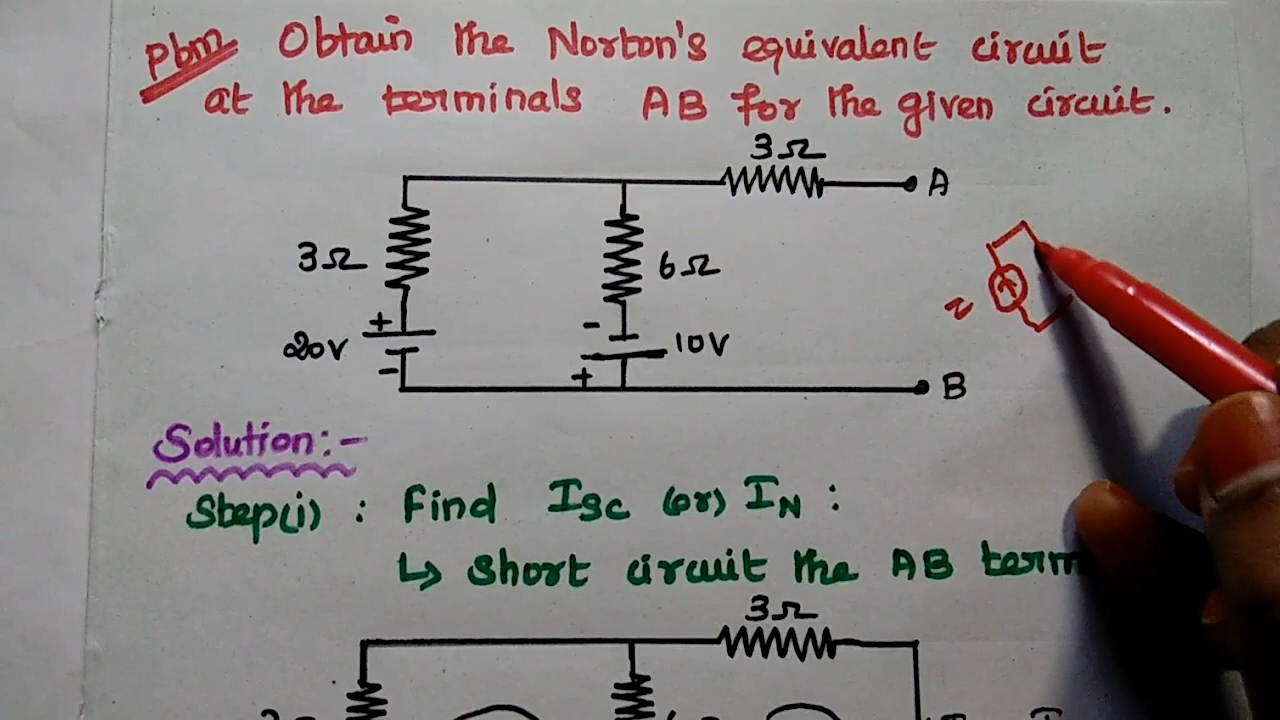 Pbm Obtain the Norton's equivalent circuit
at the terminals AB for the given circuit.
3Ω
A
3Ω
6Ω
+
-
20V
10V
-
+
B
Solution:-
Step(i) : Find ISC (or) IN :
↳ Short circuit the AB term
3Ω